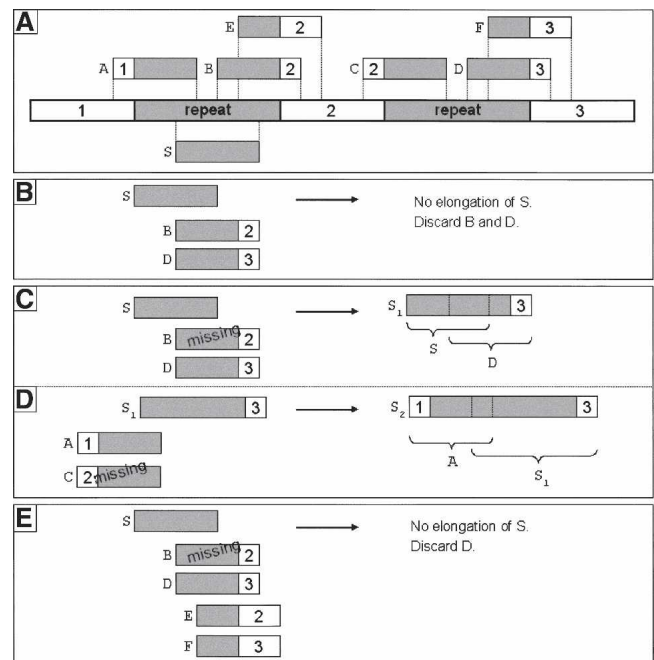 A
E 2
F 3
A 1
B 2
C 2
D 3
1 repeat 2 repeat 3
S
B
S
No elongation of S.
Discard B and D.
B 2
D 3
C
S
B missing 2
D 3
S1 3
S
D
D
S1 3
A 1
C 2 missing
S2 1 3
A
S1
E
S
No elongation of S.
Discard D.
B missing 2
D 3
E 2
F 3